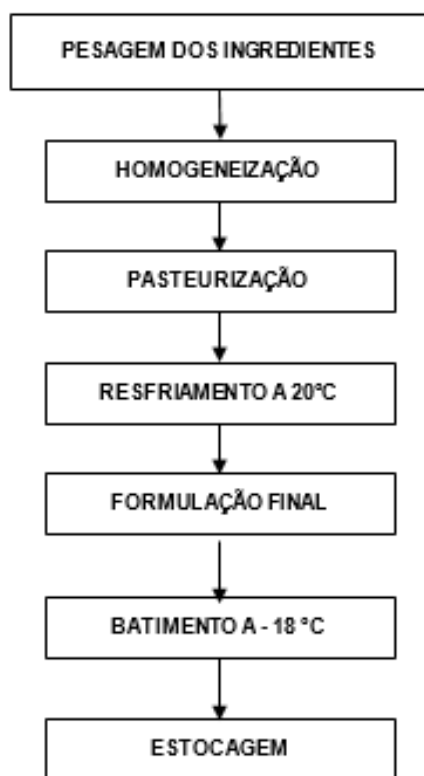 PESAGEM DOS INGREDIENTES
HOMOGENEIZAÇÃO
PASTEURIZAÇÃO
RESFRIAMENTO A 20°C
FORMULAÇÃO FINAL
BATIMENTO A - 18 °C
ESTOCAGEM